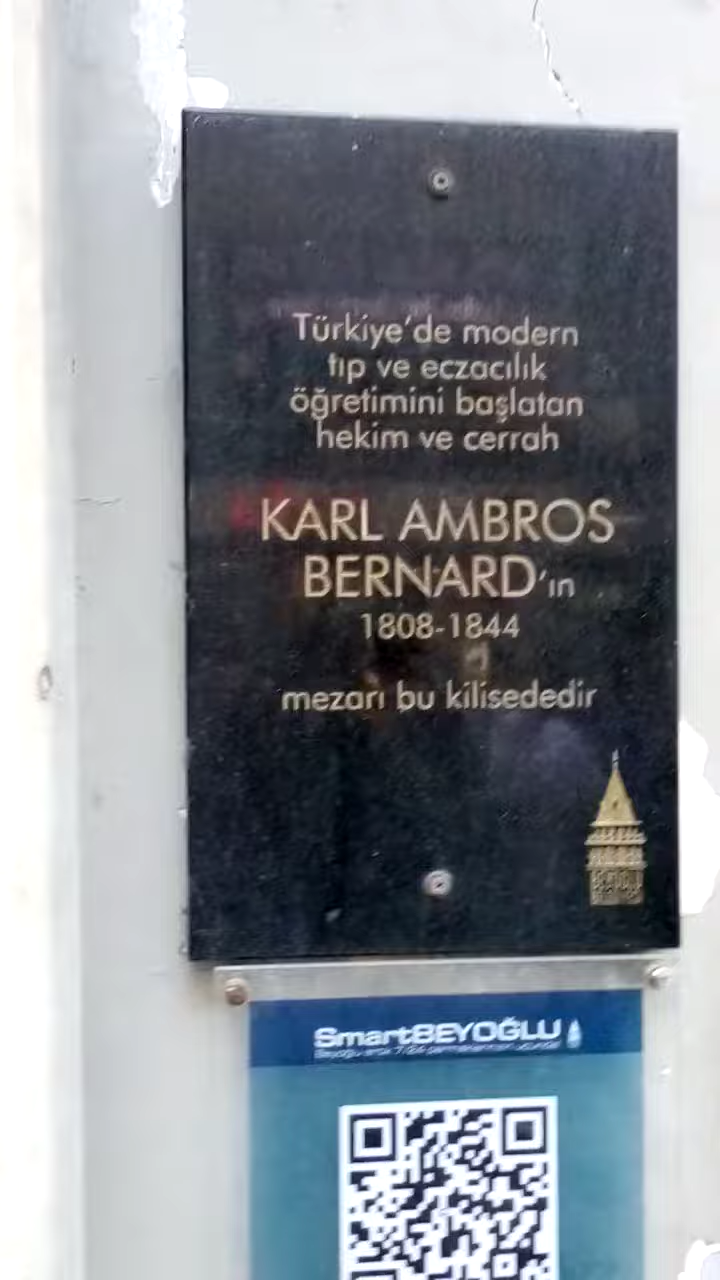 Türkiye'de modern
tıp ve eczacılık
öğretimini başlatan
hekim ve cerrah
KARL AMBROS
BERNARD'ın
1808-1844
mezarı bu kilisededir
SmartBEYOĞLU